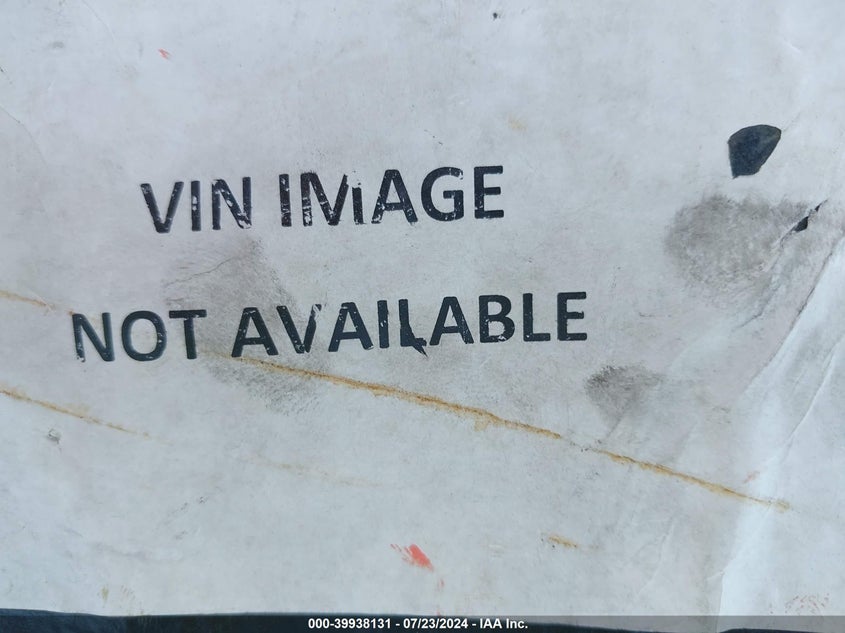 VIN IMAGE
NOT AVAILABLE
000-39938131 - 07/23/2024 - IAA Inc.